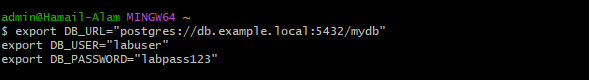 admin@Hamail-Alam MINGW64 ~
$ export DB_URL="postgres://db.example.local:5432/mydb"
export DB_USER="labuser"
export DB_PASSWORD="labpass123"